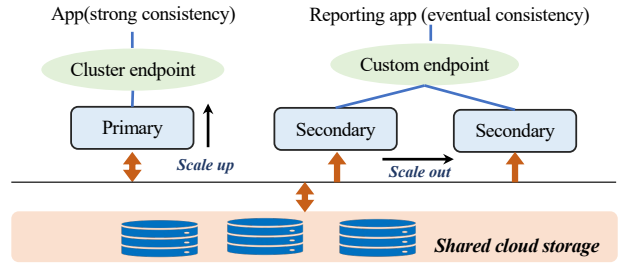 App(strong consistency)
Reporting app (eventual consistency)
Cluster endpoint
Custom endpoint
Primary
Secondary
Secondary
Scale up
Scale out
Shared cloud storage